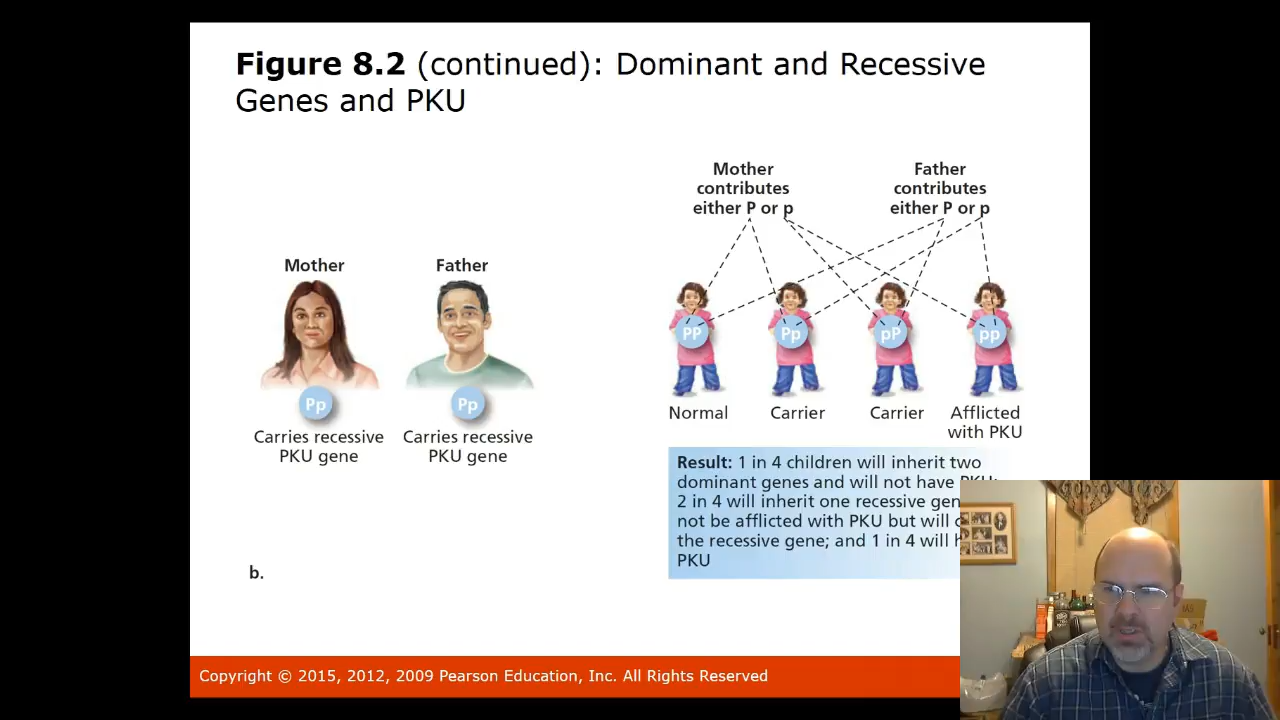 Figure 8.2 (continued): Dominant and Recessive
Genes and PKU
Mother
contributes
either P or p
Father
contributes
either P or p
Mother
Father
PP
Pp
pP
pp
Normal
Carrier
Carrier
Afflicted
with PKU
Pp
Pp
Carries recessive
PKU gene
Carries recessive
PKU gene
Result: 1 in 4 children will inherit two
dominant genes and will not have
2 in 4 will inherit one recessive
not be afflicted with PKU but will
the recessive gene; and 1 in 4 will
PKU
b.
Copyright © 2015, 2012, 2009 Pearson Education, Inc. All Rights Reserved